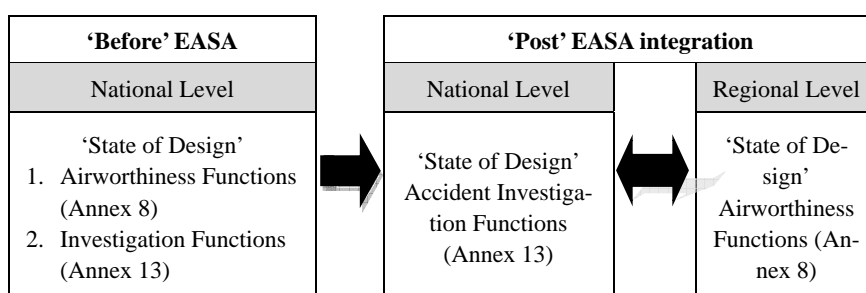 ‘Before’ EASA
‘Post’ EASA integration
National Level
National Level
Regional Level
‘State of Design’
1. Airworthiness Functions
(Annex 8)
2. Investigation Functions
(Annex 13)
‘State of Design’
Accident Investiga-
tion Functions
(Annex 13)
‘State of De-
sign’
Airworthiness
Functions (An-
nex 8)